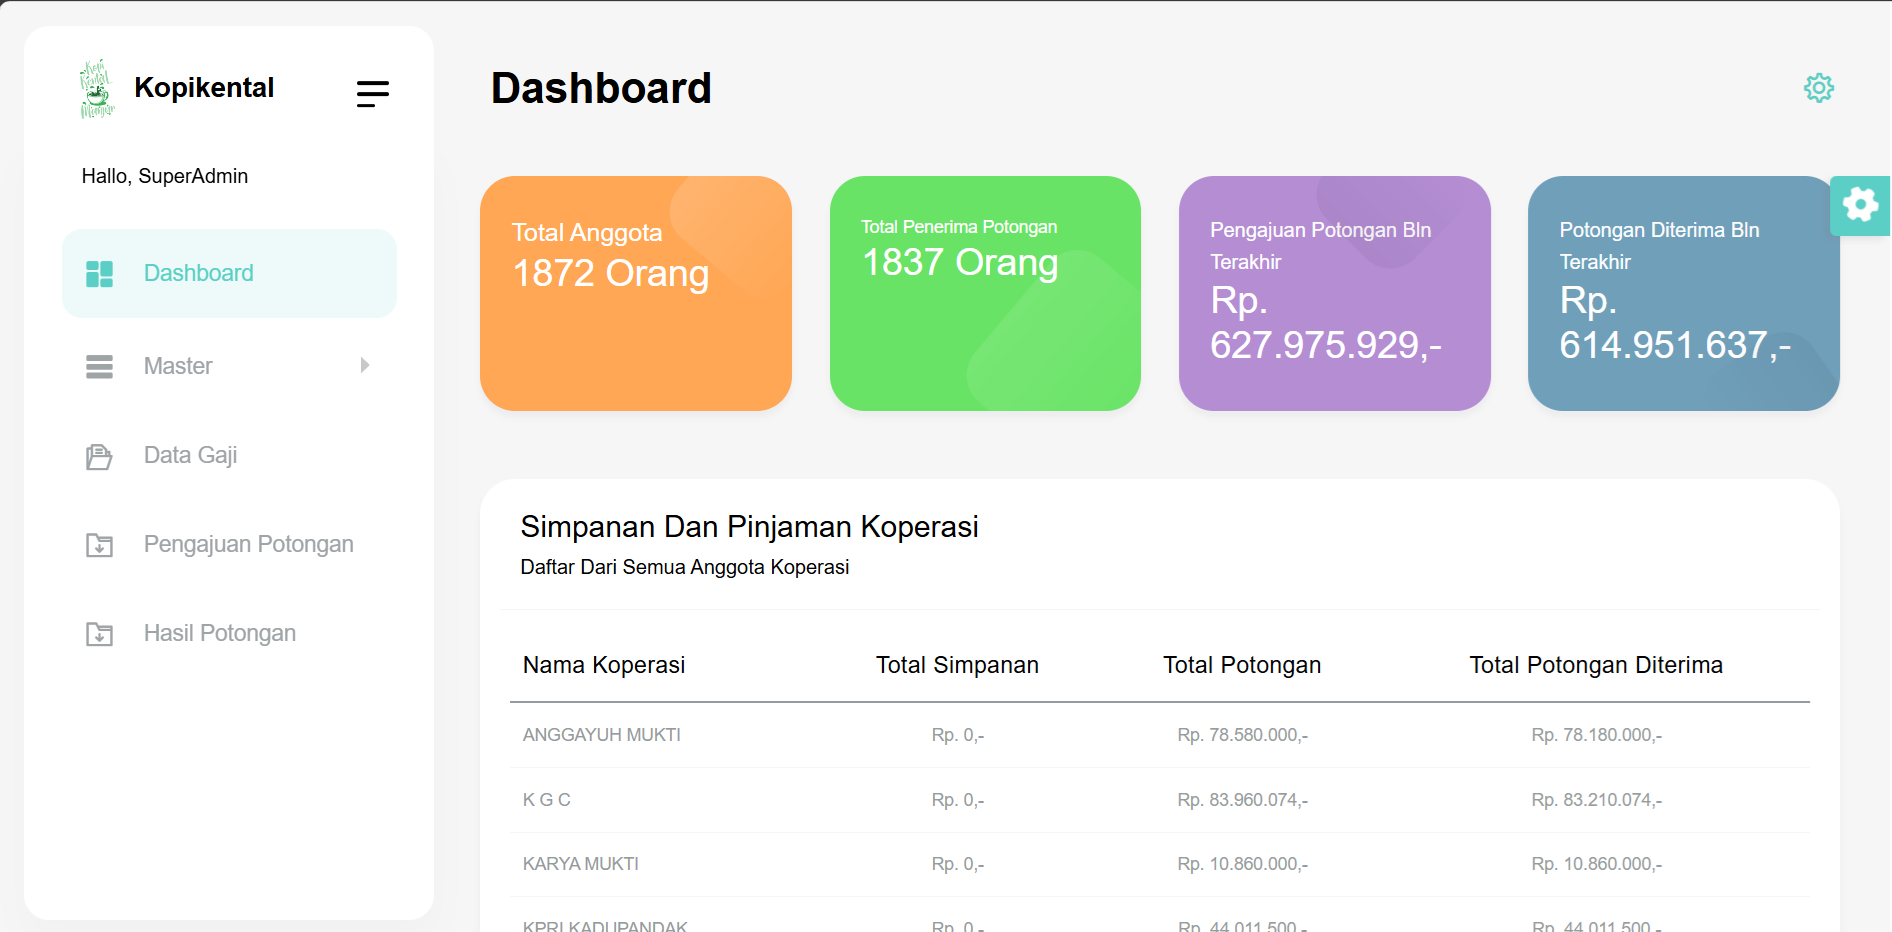 Kopi
Kental
Mlonjur
Kopikental
Hallo, SuperAdmin
Dashboard
Master
Data Gaji
Pengajuan Potongan
Hasil Potongan
Dashboard
Total Anggota
1872 Orang
Total Penerima Potongan
1837 Orang
Pengajuan Potongan Bln
Terakhir
Rp.
627.975.929,-
Potongan Diterima Bln
Terakhir
Rp.
614.951.637,-
Simpanan Dan Pinjaman Koperasi
Daftar Dari Semua Anggota Koperasi
Nama Koperasi Total Simpanan Total Potongan Total Potongan Diterima
ANGGAYUH MUKTI Rp. 0,- Rp. 78.580.000,- Rp. 78.180.000,-
K G C Rp. 0,- Rp. 83.960.074,- Rp. 83.210.074,-
KARYA MUKTI Rp. 0,- Rp. 10.860.000,- Rp. 10.860.000,-
KPRI KADUPANDAK Rp. 0,- Rp. 44.011.500,- Rp. 44.011.500,-